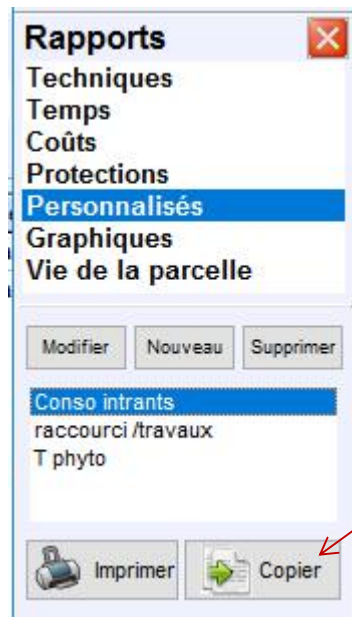 Rapports
Techniques
Temps
Coûts
Protections
Personnalisés
Graphiques
Vie de la parcelle
Modifier Nouveau Supprimer
Conso intrants
raccourci /travaux
T phyto
Imprimer Copier